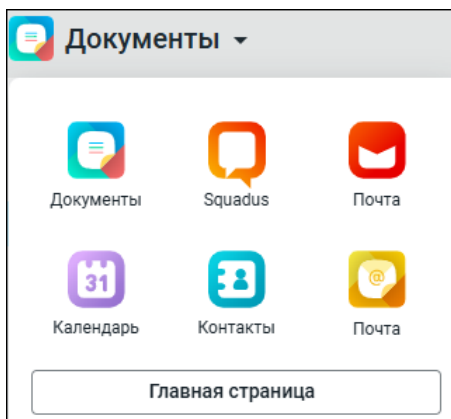 Документы
Документы Squadus Почта
31 @
Календарь Контакты Почта
Главная страница